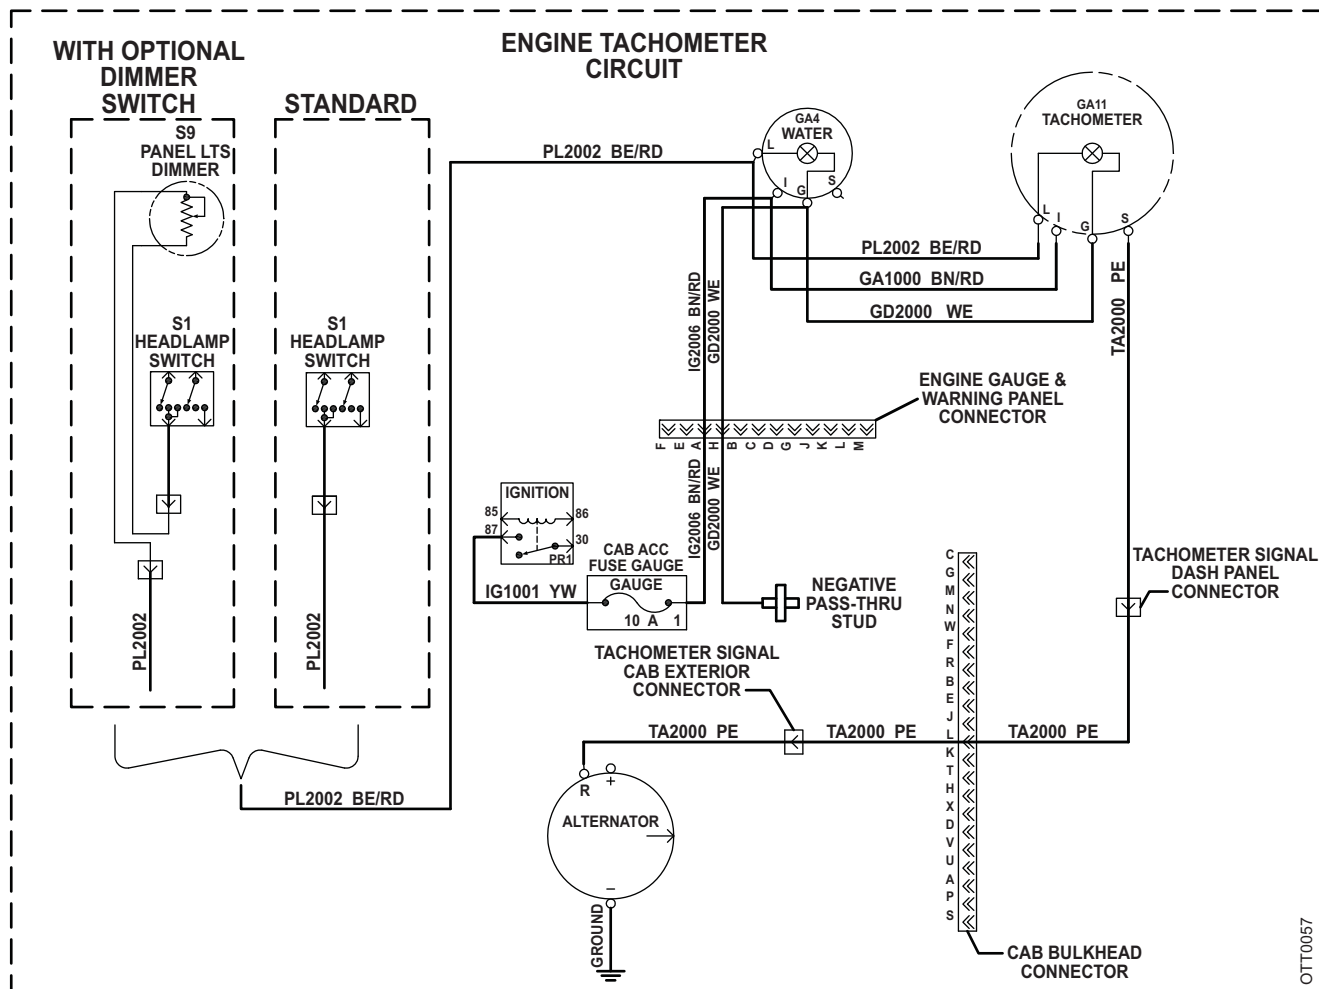 ENGINE TACHOMETER
CIRCUIT
WITH OPTIONAL
DIMMER
SWITCH
STANDARD
S9
PANEL LTS
DIMMER
S1
HEADLAMP
SWITCH
S1
HEADLAMP
SWITCH
PL2002
PL2002
PL2002 BE/RD
PL2002 BE/RD
GA4
WATER
L
I
G
S
GA11
TACHOMETER
L
I
G
S
PL2002 BE/RD
GA1000 BN/RD
GD2000 WE
TA2000 PE
IG2006 BN/RD
GD2000 WE
ENGINE GAUGE &
WARNING PANEL
CONNECTOR
F
E
A
H
B
C
D
G
J
K
L
M
IG2006 BN/RD
GD2000 WE
IGNITION
85
86
87
30
PR1
CAB ACC
FUSE GAUGE
GAUGE
10 A 1
IG1001 YW
NEGATIVE
PASS-THRU
STUD
TACHOMETER SIGNAL
DASH PANEL
CONNECTOR
TACHOMETER SIGNAL
CAB EXTERIOR
CONNECTOR
C
G
M
N
W
F
R
B
E
J
L
K
T
H
X
D
V
U
A
P
S
TA2000 PE
TA2000 PE
TA2000 PE
R
+
ALTERNATOR
–
GROUND
CAB BULKHEAD
CONNECTOR
OTT0057